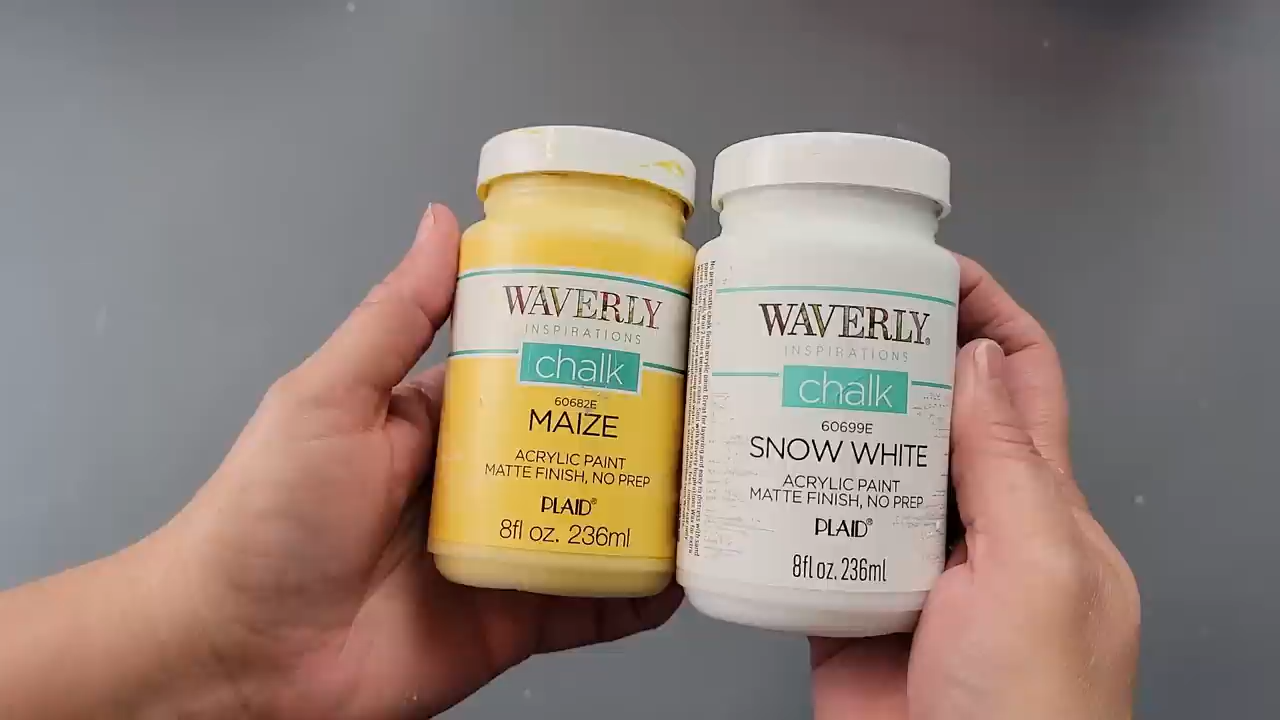 WAVERLY
INSPIRATIONS
chalk
60682E
MAIZE
ACRYLIC PAINT
MATTE FINISH, NO PREP
PLAID®
8fl oz. 236ml
WAVERLY®
INSPIRATIONS
chalk
60699E
SNOW WHITE
ACRYLIC PAINT
MATTE FINISH, NO PREP
PLAID®
8fl oz. 236ml